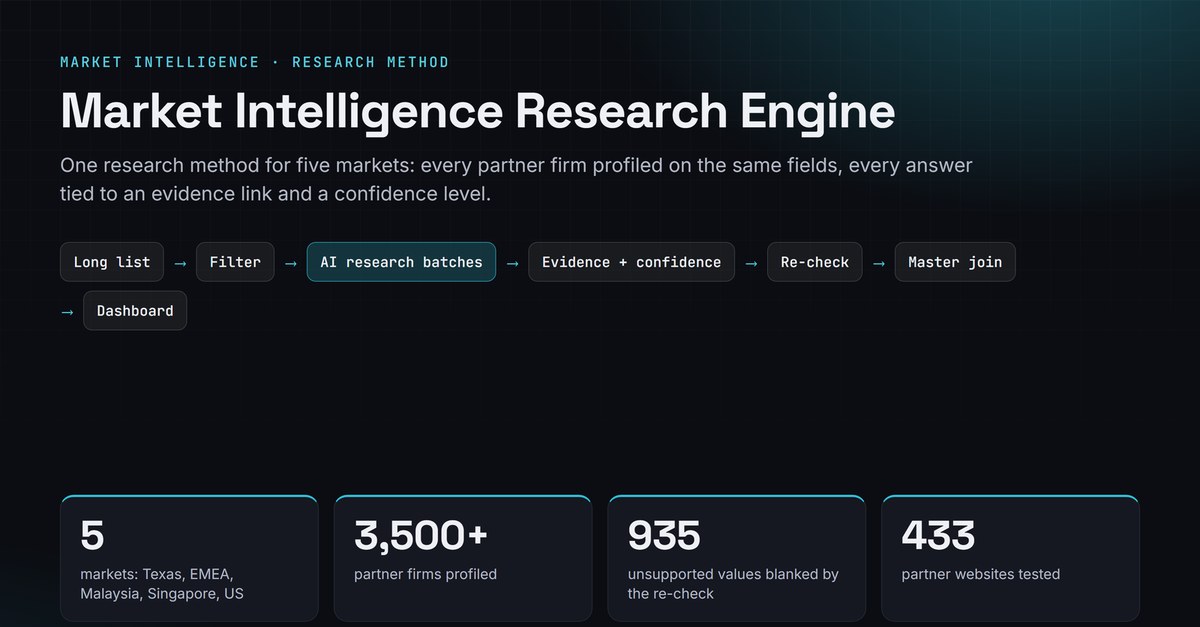 MARKET INTELLIGENCE · RESEARCH METHOD
Market Intelligence Research Engine
One research method for five markets: every partner firm profiled on the same fields, every answer
tied to an evidence link and a confidence level.
Long list → Filter → AI research batches → Evidence + confidence → Re-check → Master join
→ Dashboard
5
markets: Texas, EMEA,
Malaysia, Singapore, US
3,500+
partner firms profiled
935
unsupported values blanked by
the re-check
433
partner websites tested